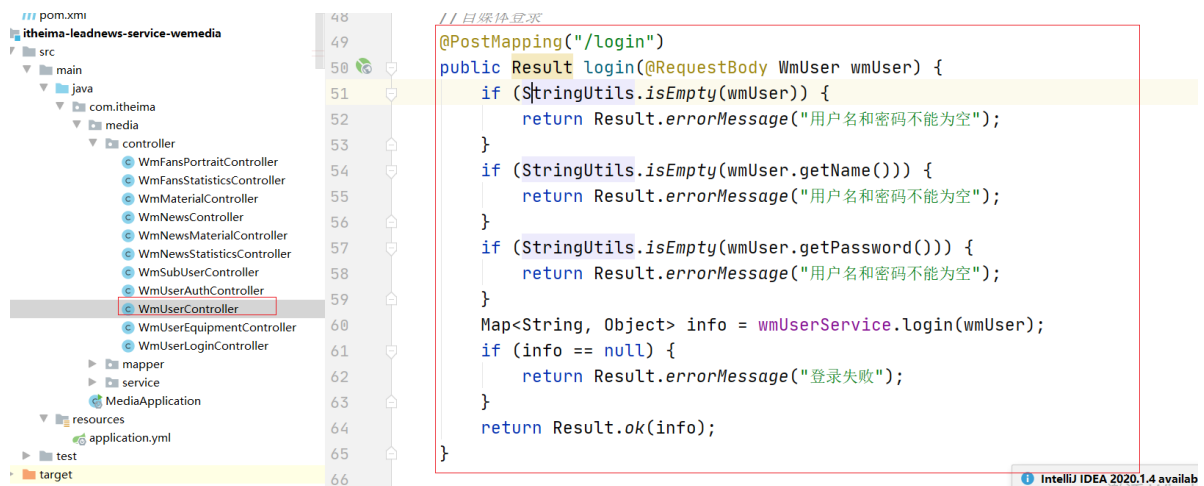 pom.xml
itheima-leadnews-service-wemedia
src
main
java
com.itheima
media
controller
WmFansPortraitController
WmFansStatisticsController
WmMaterialController
WmNewsController
WmNewsMaterialController
WmNewsStatisticsController
WmSubUserController
WmUserAuthController
WmUserController
WmUserEquipmentController
WmUserLoginController
mapper
service
MediaApplication
resources
application.yml
test
target
48 //自媒体登录
49 @PostMapping("/login")
50 public Result login(@RequestBody WmUser wmUser) {
51 if (StringUtils.isEmpty(wmUser)) {
52 return Result.errorMessage("用户名和密码不能为空");
53 }
54 if (StringUtils.isEmpty(wmUser.getName())) {
55 return Result.errorMessage("用户名和密码不能为空");
56 }
57 if (StringUtils.isEmpty(wmUser.getPassword())) {
58 return Result.errorMessage("用户名和密码不能为空");
59 }
60 Map<String, Object> info = wmUserService.login(wmUser);
61 if (info == null) {
62 return Result.errorMessage("登录失败");
63 }
64 return Result.ok(info);
65 }
66
IntelliJ IDEA 2020.1.4 availab